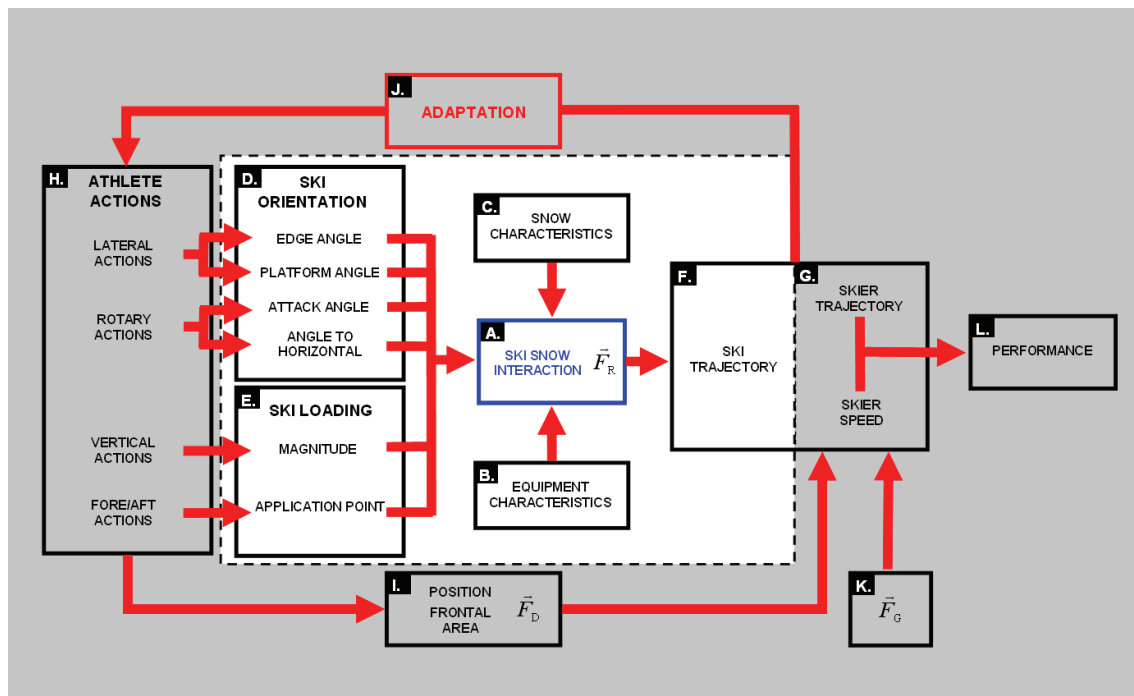 J.
ADAPTATION
H.
ATHLETE
ACTIONS
LATERAL
ACTIONS
ROTARY
ACTIONS
VERTICAL
ACTIONS
FORE/AFT
ACTIONS
D.
SKI
ORIENTATION
EDGE ANGLE
PLATFORM ANGLE
ATTACK ANGLE
ANGLE TO
HORIZONTAL
E.
SKI LOADING
MAGNITUDE
APPLICATION POINT
C.
SNOW
CHARACTERISTICS
A.
SKI SNOW
INTERACTION
F⃗R
B.
EQUIPMENT
CHARACTERISTICS
F.
SKI
TRAJECTORY
G.
SKIER
TRAJECTORY
SKIER
SPEED
L.
PERFORMANCE
I.
POSITION
FRONTAL
AREA
F⃗D
K.
F⃗G